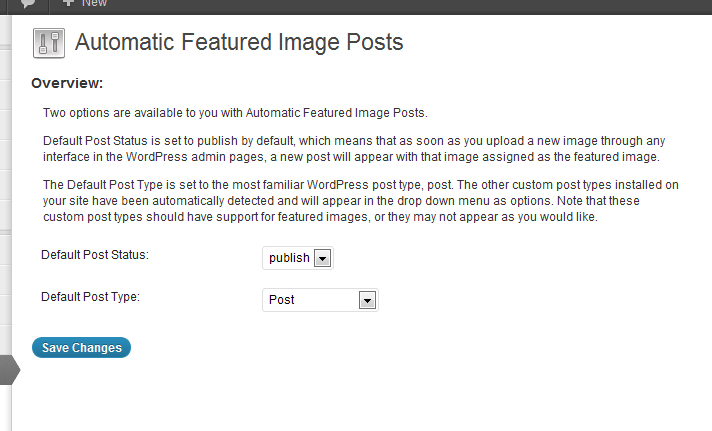 New
Automatic Featured Image Posts
Overview:
Two options are available to you with Automatic Featured Image Posts.
Default Post Status is set to publish by default, which means that as soon as you upload a new image through any
interface in the WordPress admin pages, a new post will appear with that image assigned as the featured image.
The Default Post Type is set to the most familiar WordPress post type, post. The other custom post types installed on
your site have been automatically detected and will appear in the drop down menu as options. Note that these
custom post types should have support for featured images, or they may not appear as you would like.
Default Post Status: publish
Default Post Type: Post
Save Changes